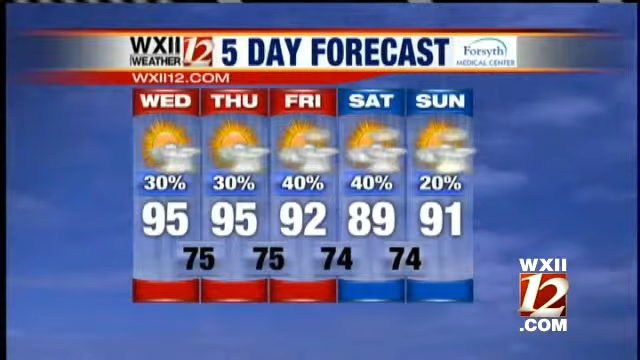 WXII 12
WEATHER
5 DAY FORECAST
Forsyth
MEDICAL CENTER
WXII12.COM
WED THU FRI SAT SUN
30% 30% 40% 40% 20%
95 95 92 89 91
75 75 74 74
WXII
12
.COM